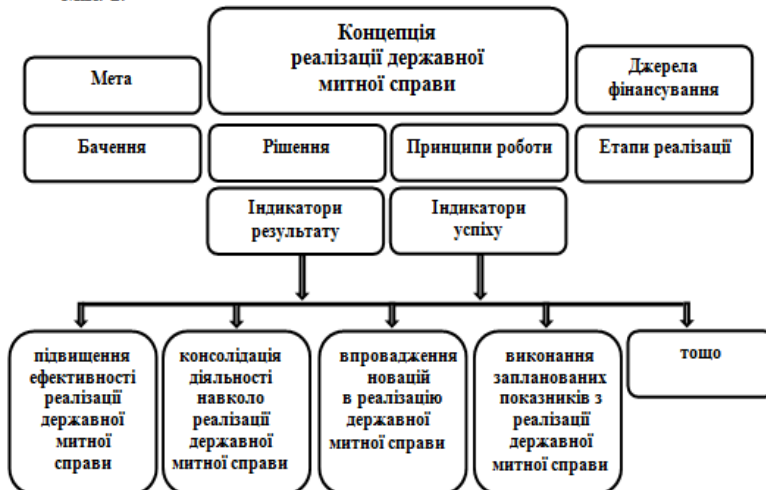 Концепція
реалізації державної
митної справи
Мета
Джерела
фінансування
Бачення
Рішення
Принципи роботи
Етапи реалізації
Індикатори
результату
Індикатори
успіху
підвищення
ефективності
реалізації
державної
митної
справи
консолідація
діяльності
навколо
реалізації
державної
митної справи
впровадження
новацій
в реалізацію
державної
митної справи
виконання
запланованих
показників з
реалізації
державної
митної справи
тощо